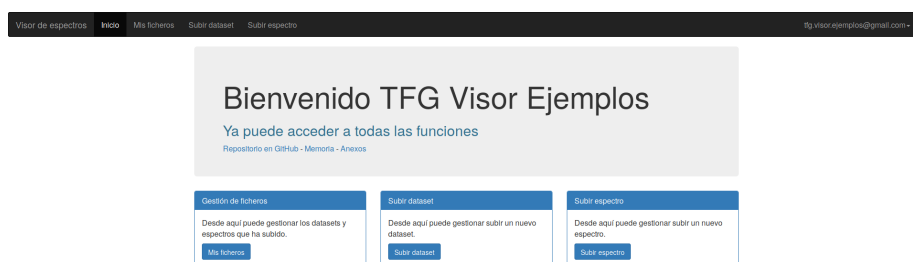 Visor de espectros Inicio Mis ficheros Subir dataset Subir espectro tfg.visor.ejemplos@gmail.com
Bienvenido TFG Visor Ejemplos
Ya puede acceder a todas las funciones
Repositorio en GitHub - Memoria - Anexos
Gestión de ficheros
Desde aquí puede gestionar los datasets y
espectros que ha subido.
Mis ficheros
Subir dataset
Desde aquí puede gestionar subir un nuevo
dataset.
Subir dataset
Subir espectro
Desde aquí puede gestionar subir un nuevo
espectro.
Subir espectro